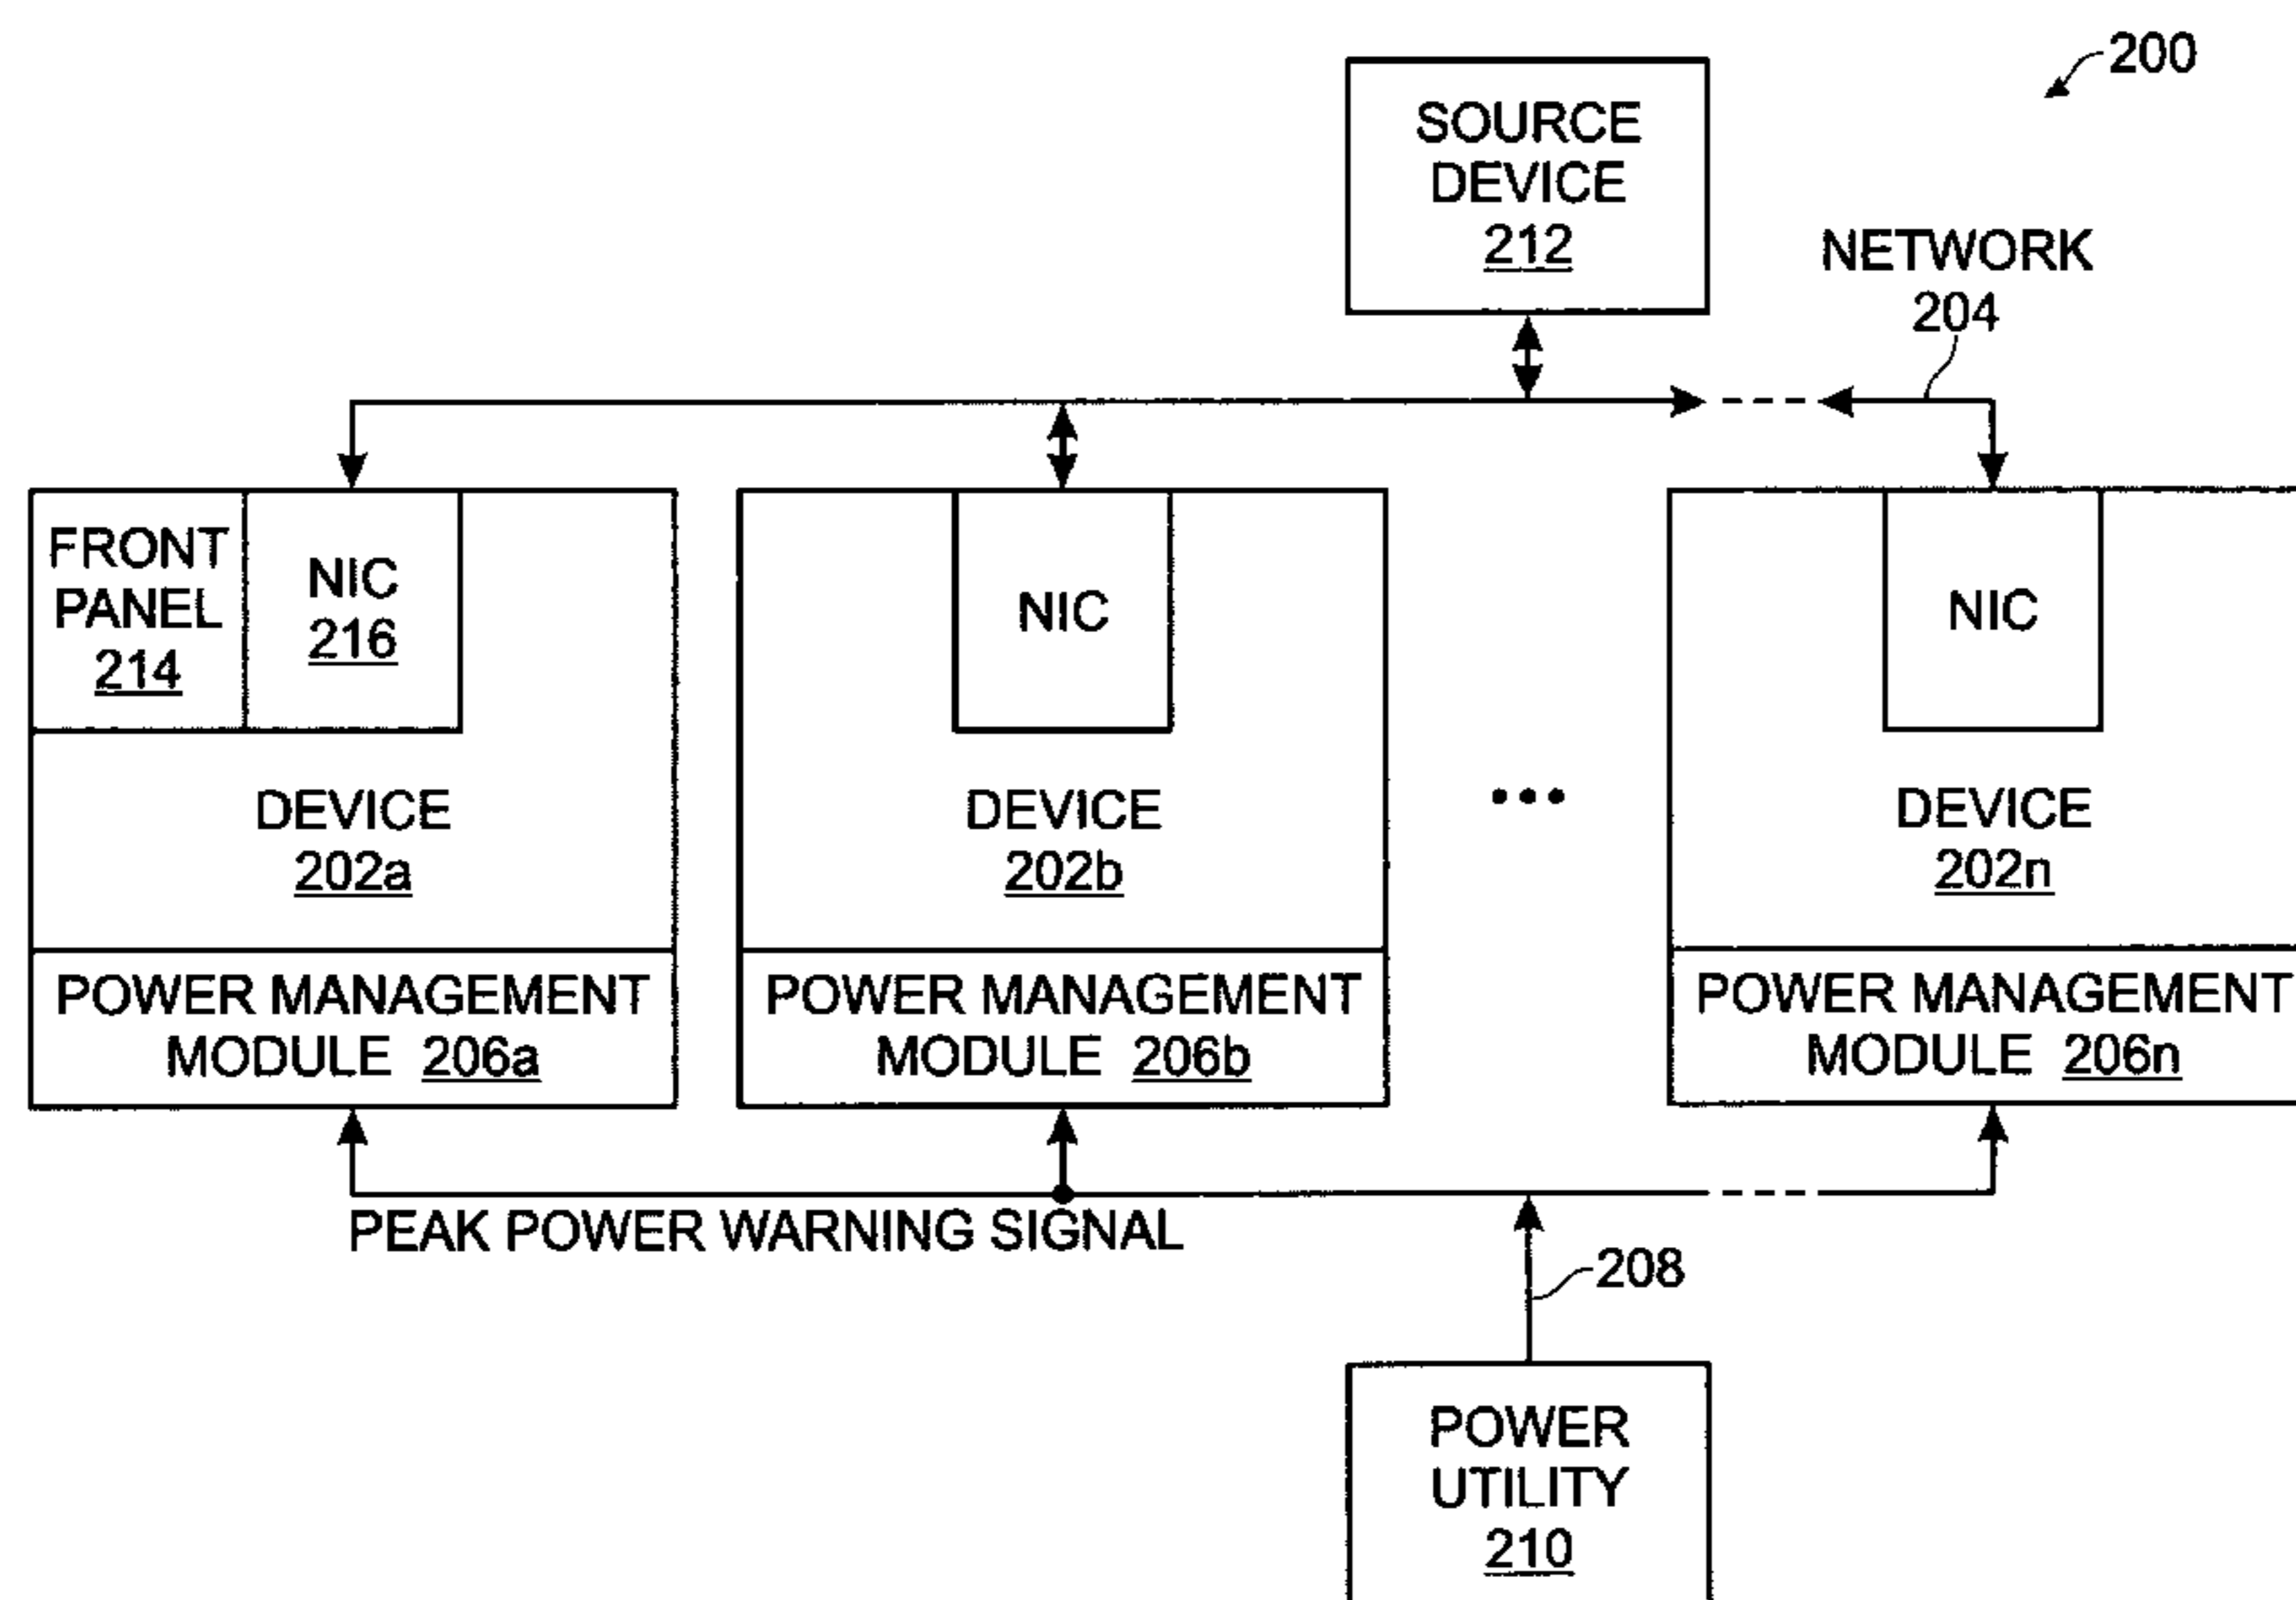 200
SOURCE
DEVICE
212
NETWORK
204
FRONT
PANEL
214
NIC
216
DEVICE
202a
POWER MANAGEMENT
MODULE 206a
NIC
DEVICE
202b
POWER MANAGEMENT
MODULE 206b
...
NIC
DEVICE
202n
POWER MANAGEMENT
MODULE 206n
PEAK POWER WARNING SIGNAL
208
POWER
UTILITY
210